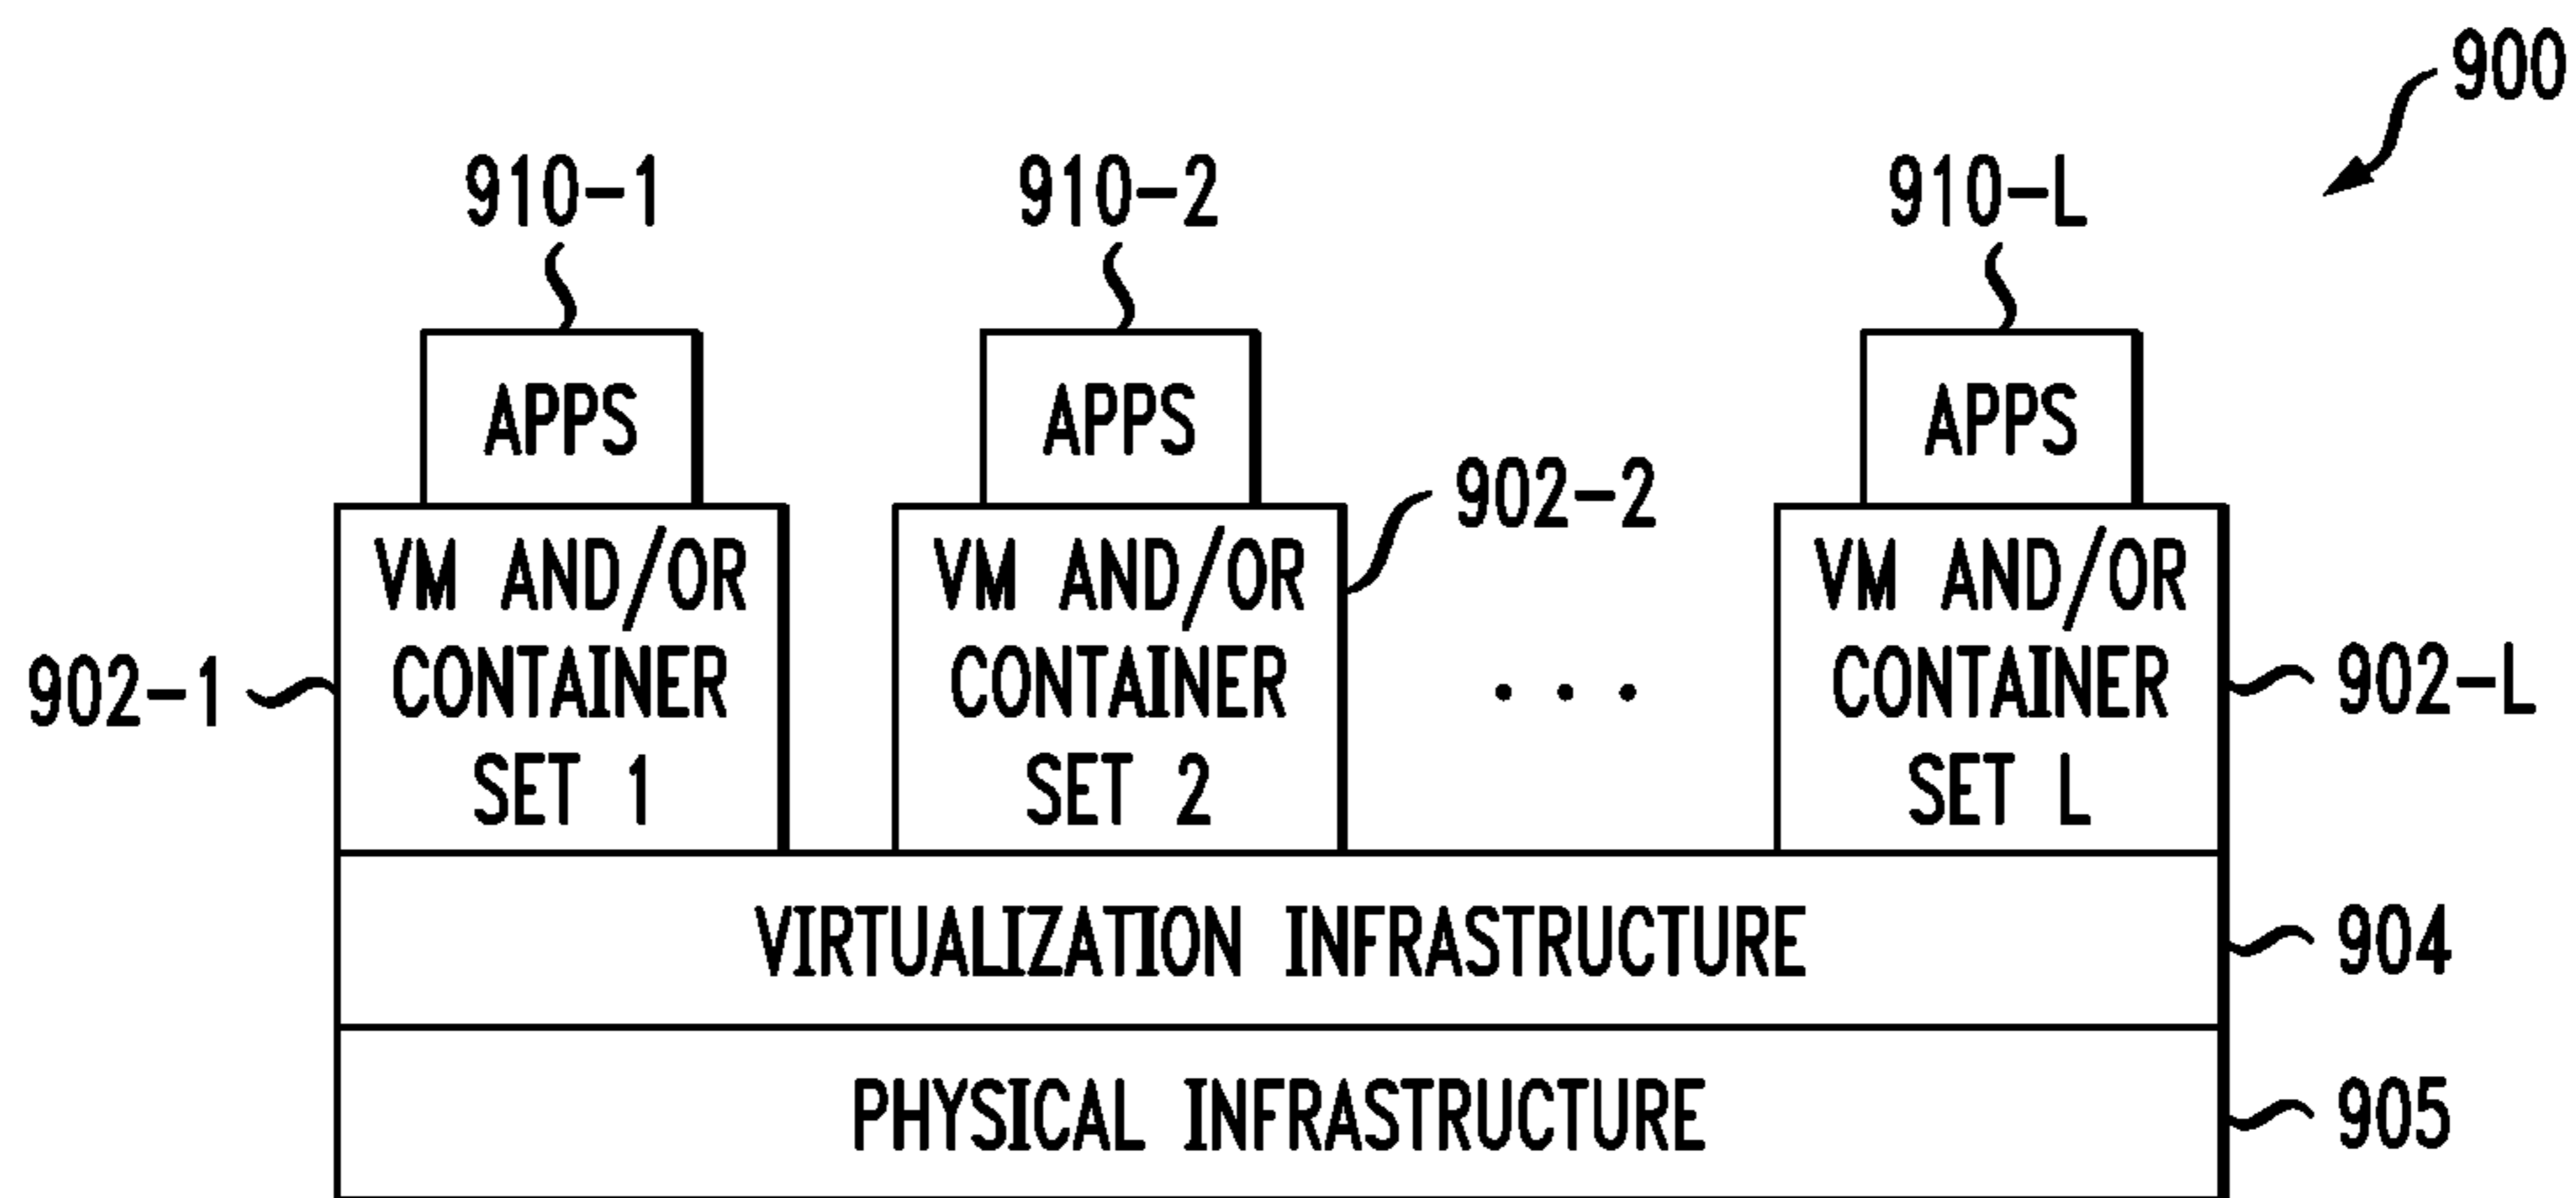 900
910-1
910-2
910-L
APPS
APPS
APPS
902-2
VM AND/OR
CONTAINER
SET 1
VM AND/OR
CONTAINER
SET 2
. . .
VM AND/OR
CONTAINER
SET L
902-1
902-L
VIRTUALIZATION INFRASTRUCTURE
904
PHYSICAL INFRASTRUCTURE
905